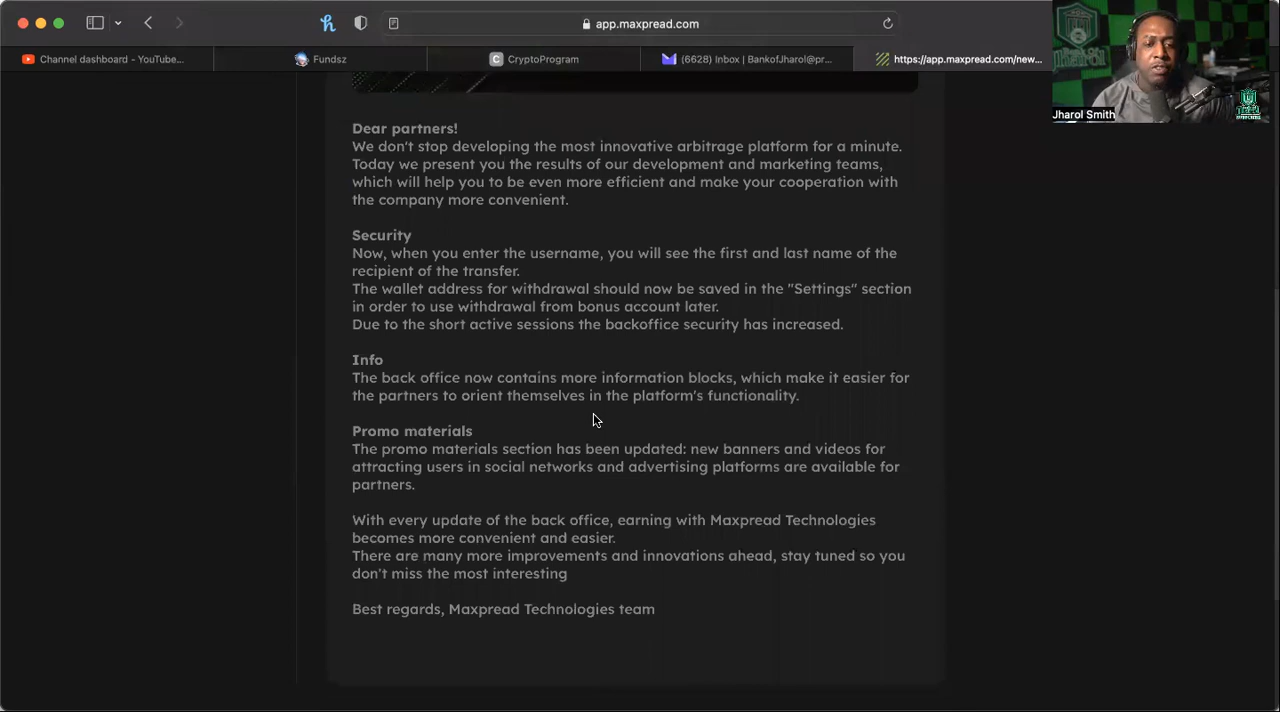 app.maxpread.com
Channel dashboard - YouTube...
Fundsz
C CryptoProgram
(6628) Inbox | BankofJharol@pr...
https://app.maxpread.com/new...
Jharol Smith
Dear partners!
We don't stop developing the most innovative arbitrage platform for a minute.
Today we present you the results of our development and marketing teams,
which will help you to be even more efficient and make your cooperation with
the company more convenient.
Security
Now, when you enter the username, you will see the first and last name of the
recipient of the transfer.
The wallet address for withdrawal should now be saved in the "Settings" section
in order to use withdrawal from bonus account later.
Due to the short active sessions the backoffice security has increased.
Info
The back office now contains more information blocks, which make it easier for
the partners to orient themselves in the platform's functionality.
Promo materials
The promo materials section has been updated: new banners and videos for
attracting users in social networks and advertising platforms are available for
partners.
With every update of the back office, earning with Maxpread Technologies
becomes more convenient and easier.
There are many more improvements and innovations ahead, stay tuned so you
don't miss the most interesting
Best regards, Maxpread Technologies team